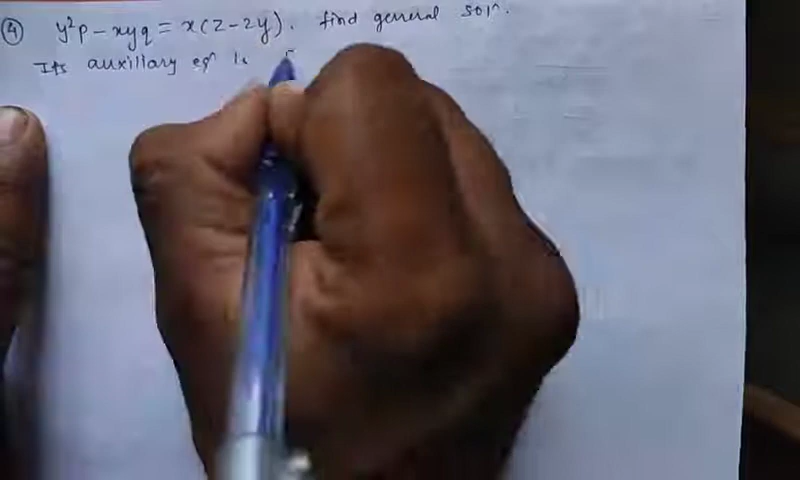 ④ y²p - xyq = x(z-2y). find general solⁿ.
Its auxillary eqⁿ is